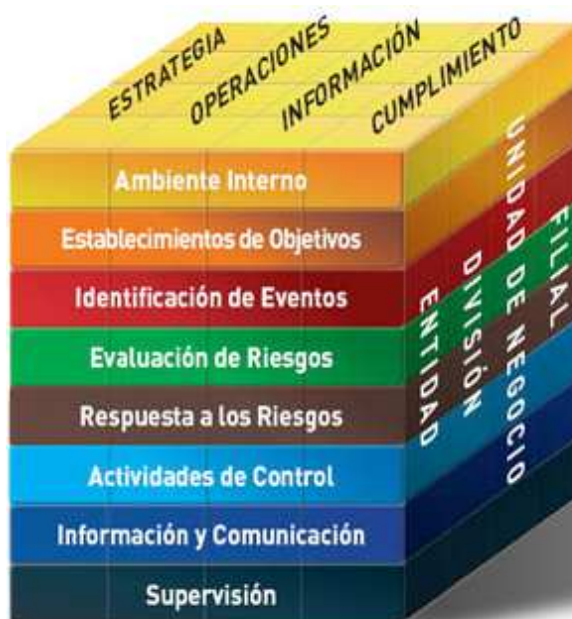 ESTRATEGIA
OPERACIONES
INFORMACIÓN
CUMPLIMIENTO
Ambiente Interno
Establecimientos de Objetivos
Identificación de Eventos
Evaluación de Riesgos
Respuesta a los Riesgos
Actividades de Control
Información y Comunicación
Supervisión
ENTIDAD
DIVISIÓN
UNIDAD DE NEGOCIO
FILIAL